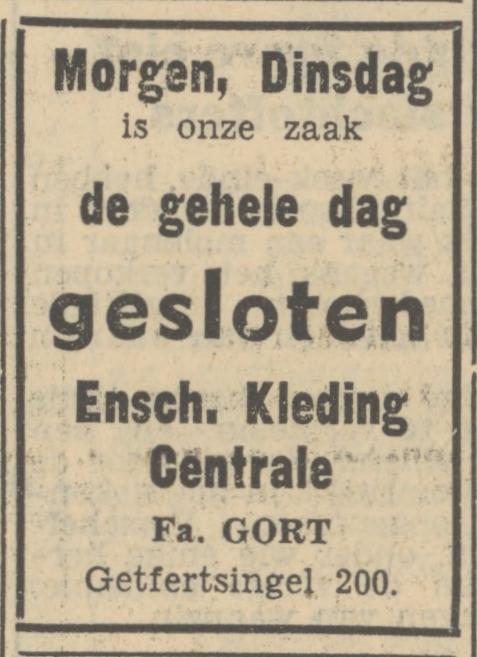 Morgen, Dinsdag
is onze zaak
de gehele dag
gesloten
Ensch. Kleding
Centrale
Fa. GORT
Getfertsingel 200.